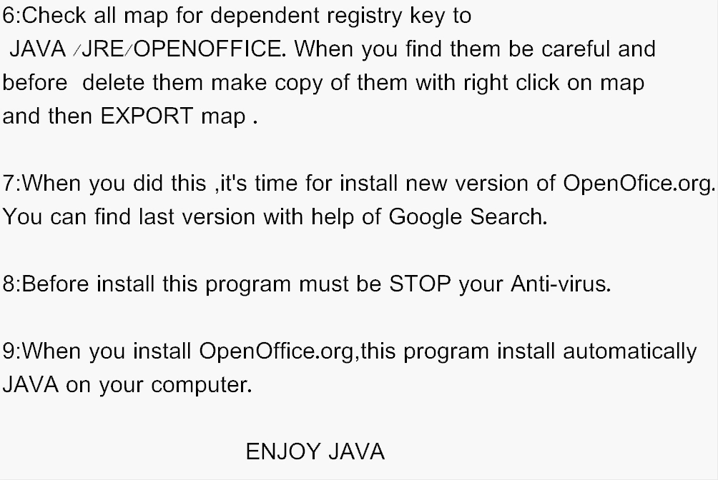 6:Check all map for dependent registry key to
JAVA /JRE/OPENOFFICE. When you find them be careful and
before delete them make copy of them with right click on map
and then EXPORT map .
7:When you did this ,it's time for install new version of OpenOfice.org.
You can find last version with help of Google Search.
8:Before install this program must be STOP your Anti-virus.
9:When you install OpenOffice.org,this program install automatically
JAVA on your computer.
ENJOY JAVA